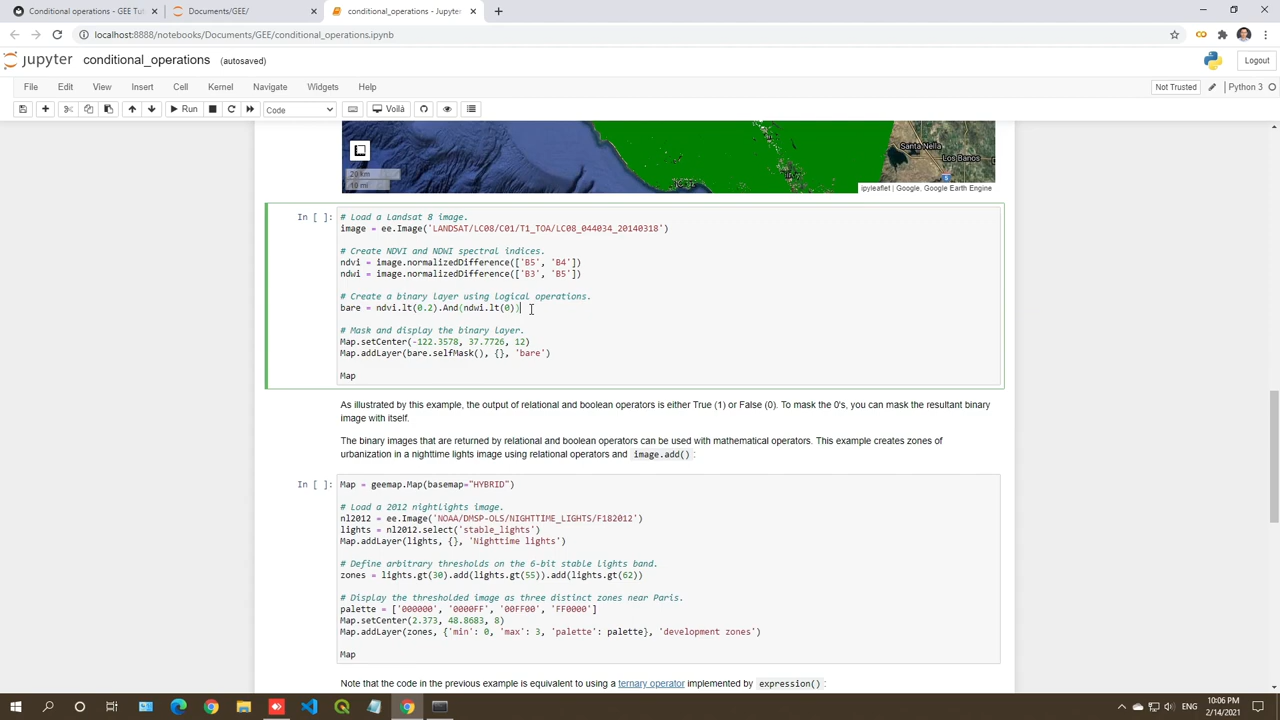 Conditional operations - GEE Tut
Documents/GEE/
conditional_operations - Jupyter
localhost:8888/notebooks/Documents/GEE/conditional_operations.ipynb
jupyter conditional_operations (autosaved)
Logout
File Edit View Insert Cell Kernel Navigate Widgets Help
Not Trusted
Python 3
Run
Code
Voilà
Santa Nella
Los Banos
20 km
10 mi
ipyleaflet | Google, Google Earth Engine
In [ ]:
# Load a Landsat 8 image.
image = ee.Image('LANDSAT/LC08/C01/T1_TOA/LC08_044034_20140318')
# Create NDVI and NDWI spectral indices.
ndvi = image.normalizedDifference(['B5', 'B4'])
ndwi = image.normalizedDifference(['B3', 'B5'])
# Create a binary layer using logical operations.
bare = ndvi.lt(0.2).And(ndwi.lt(0))
# Mask and display the binary layer.
Map.setCenter(-122.3578, 37.7726, 12)
Map.addLayer(bare.selfMask(), {}, 'bare')
Map
As illustrated by this example, the output of relational and boolean operators is either True (1) or False (0). To mask the 0's, you can mask the resultant binary
image with itself.
The binary images that are returned by relational and boolean operators can be used with mathematical operators. This example creates zones of
urbanization in a nighttime lights image using relational operators and image.add() :
In [ ]:
Map = geemap.Map(basemap="HYBRID")
# Load a 2012 nightlights image.
nl2012 = ee.Image('NOAA/DMSP-OLS/NIGHTTIME_LIGHTS/F182012')
lights = nl2012.select('stable_lights')
Map.addLayer(lights, {}, 'Nighttime lights')
# Define arbitrary thresholds on the 6-bit stable lights band.
zones = lights.gt(30).add(lights.gt(55)).add(lights.gt(62))
# Display the thresholded image as three distinct zones near Paris.
palette = ['000000', '0000FF', '00FF00', 'FF0000']
Map.setCenter(2.373, 48.8683, 8)
Map.addLayer(zones, {'min': 0, 'max': 3, 'palette': palette}, 'development zones')
Map
Note that the code in the previous example is equivalent to using a ternary operator implemented by expression() :
ENG
10:06 PM
2/14/2021